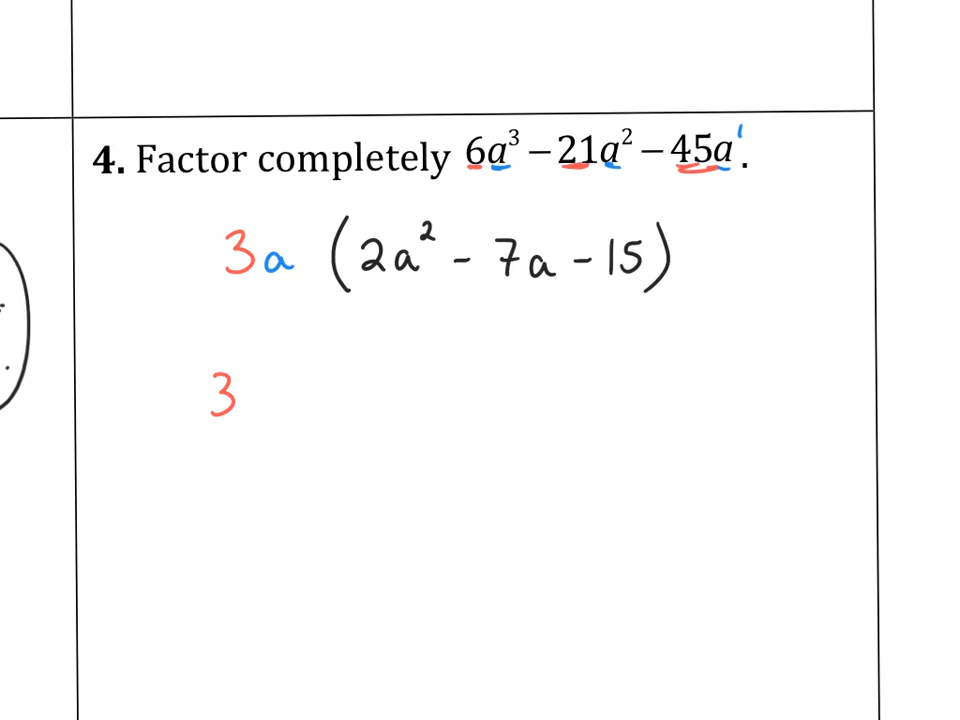 4. Factor completely 6a³ − 21a² − 45a¹.
3a (2a² - 7a - 15)
3